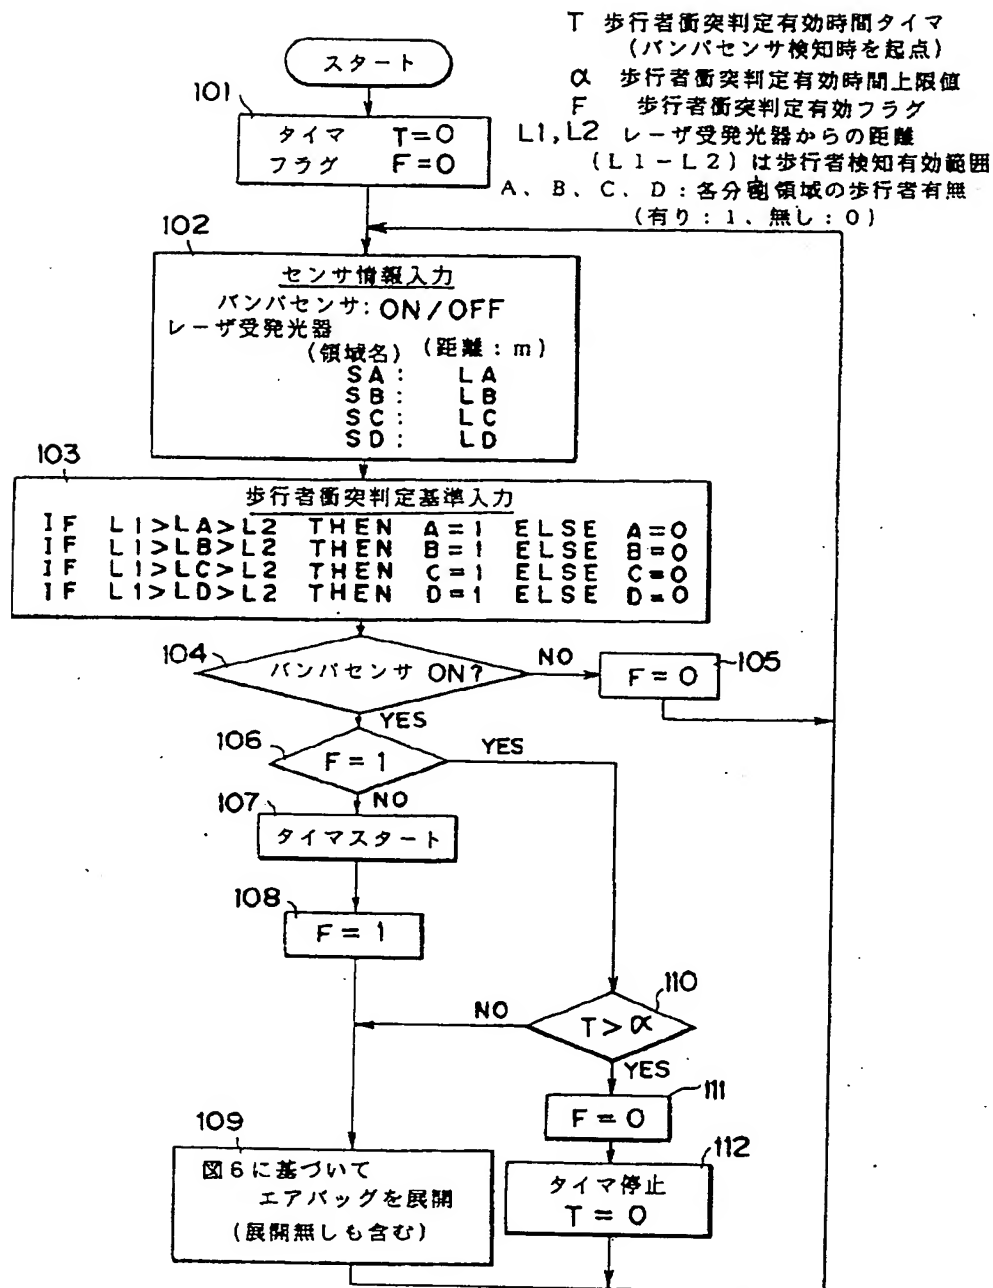 T 歩行者衝突判定有効時間タイマ
(バンパセンサ検知時を起点)
α 歩行者衝突判定有効時間上限値
F 歩行者衝突判定有効フラグ
L1,L2 レーザ受発光器からの距離
(L1-L2)は歩行者検知有効範囲
A、B、C、D:各分割領域の歩行者有無
(有り:1、無し:0)
スタート
101
タイマ T=0
フラグ F=0
102
センサ情報入力
バンパセンサ:ON/OFF
レーザ受発光器
(領域名) (距離:m)
SA: LA
SB: LB
SC: LC
SD: LD
103
歩行者衝突判定基準入力
IF L1>LA>L2 THEN A=1 ELSE A=0
IF L1>LB>L2 THEN B=1 ELSE B=0
IF L1>LC>L2 THEN C=1 ELSE C=0
IF L1>LD>L2 THEN D=1 ELSE D=0
104
バンパセンサ ON?
NO
105
F=0
YES
106
F=1
YES
NO
107
タイマスタート
108
F=1
110
NO
T>α
YES
111
F=0
109
図6に基づいて
エアバッグを展開
(展開無しも含む)
112
タイマ停止
T=0